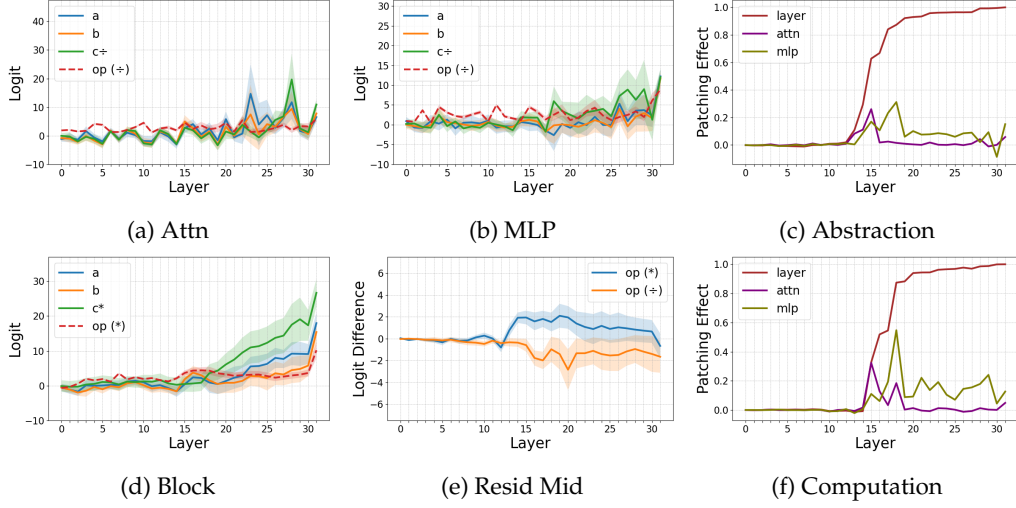 40
30
20
10
0
−10
0 5 10 15 20 25 30
Logit
Layer
a
b
c÷
op (÷)
(a) Attn
35
30
25
20
15
10
5
0
−5
−10
0 5 10 15 20 25 30
Logit
Layer
a
b
c÷
op (÷)
(b) MLP
1.0
0.8
0.6
0.4
0.2
0.0
0 5 10 15 20 25 30
Patching Effect
Layer
layer
attn
mlp
(c) Abstraction
30
20
10
0
−10
0 5 10 15 20 25 30
Logit
Layer
a
b
c*
op (*)
(d) Block
6
4
2
0
−2
−4
−6
0 5 10 15 20 25 30
Logit Difference
Layer
op (*)
op (÷)
(e) Resid Mid
1.0
0.8
0.6
0.4
0.2
0.0
0 5 10 15 20 25 30
Patching Effect
Layer
layer
attn
mlp
(f) Computation